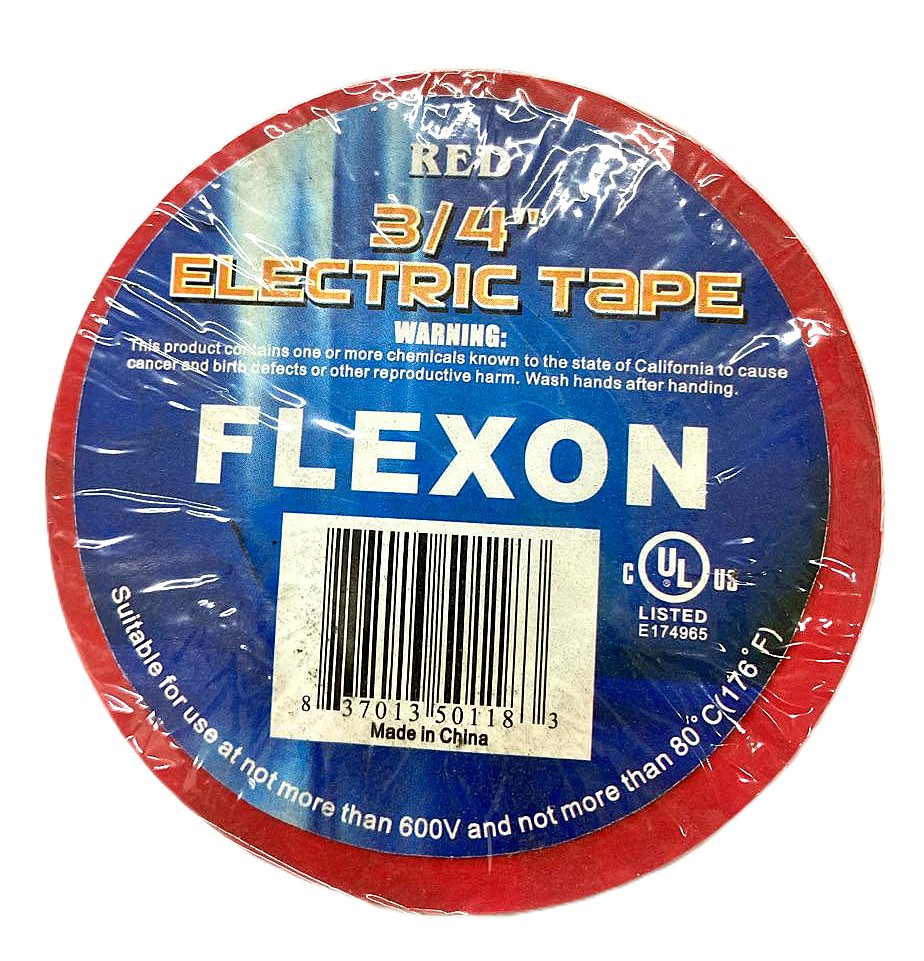 RED
3/4"
ELECTRIC TaPE
WARNING:
This product contains one or more chemicals known to the state of California to cause
cancer and birth defects or other reproductive harm. Wash hands after handing.
FLEXON
C UL ® US
LISTED
E174965
8 37013 50118 3
Made in China
Suitable for use at not more than 600V and not more than 80°C(176°F)